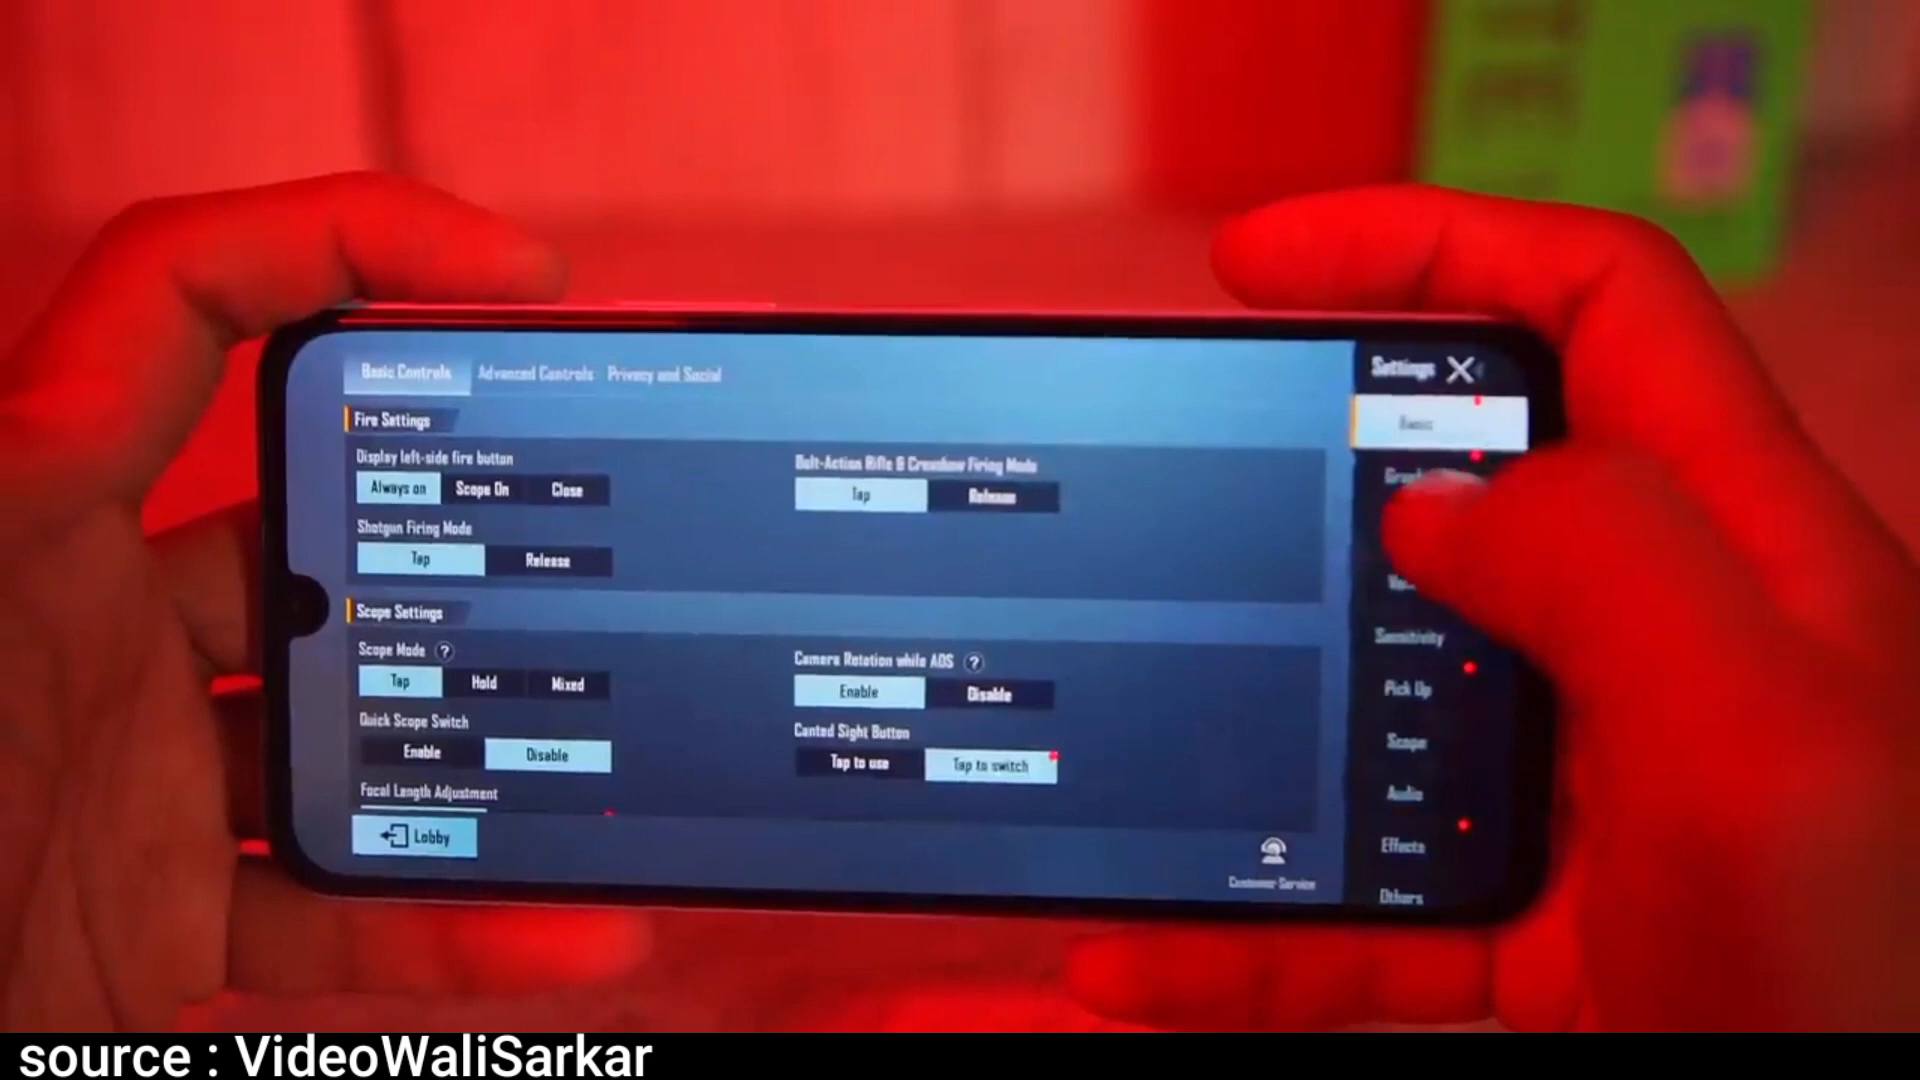 Basic Controls Advanced Controls Privacy and Social
Settings X
Basic
Fire Settings
Display left-side fire button
Always on Scope On Close
Bolt-Action Rifle & Crossbow Firing Mode
Tap Release
Shotgun Firing Mode
Tap Release
Scope Settings
Scope Mode ?
Tap Hold Mixed
Camera Rotation while ADS ?
Enable Disable
Quick Scope Switch
Enable Disable
Canted Sight Button
Tap to use Tap to switch
Focal Length Adjustment
Lobby
Customer Service
Sensitivity
Pick Up
Scope
Audio
Effects
Others
source : VideoWaliSarkar